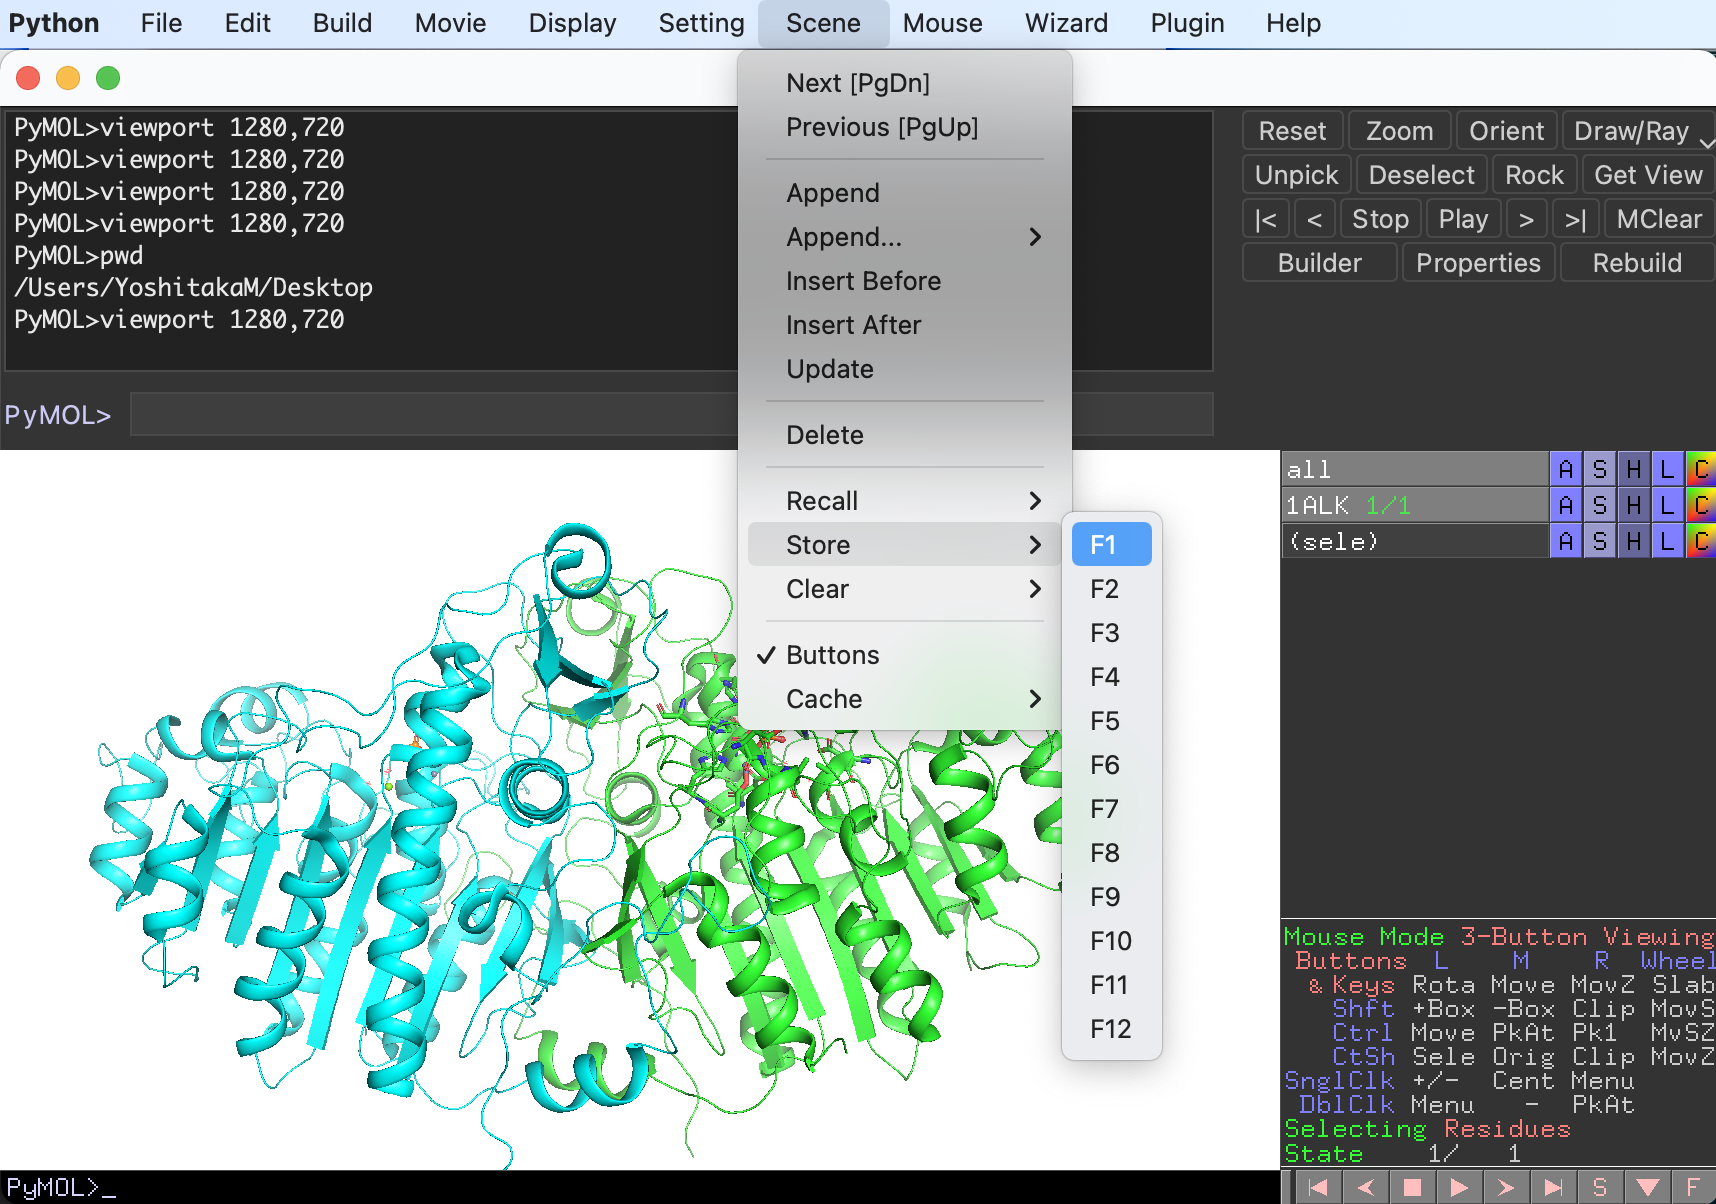 Python File Edit Build Movie Display Setting Scene Mouse Wizard Plugin Help
PyMOL>viewport 1280,720
PyMOL>viewport 1280,720
PyMOL>viewport 1280,720
PyMOL>viewport 1280,720
PyMOL>pwd
/Users/YoshitakaM/Desktop
PyMOL>viewport 1280,720
PyMOL>
Next [PgDn]
Previous [PgUp]
Append
Append...
Insert Before
Insert After
Update
Delete
Recall
Store
Clear
Buttons
Cache
F1
F2
F3
F4
F5
F6
F7
F8
F9
F10
F11
F12
Reset Zoom Orient Draw/Ray
Unpick Deselect Rock Get View
|< < Stop Play > >| MClear
Builder Properties Rebuild
all A S H L C
1ALK 1/1 A S H L C
(sele) A S H L C
Mouse Mode 3-Button Viewing
Buttons L M R Wheel
& Keys Rota Move MovZ Slab
Shft +Box -Box Clip MovS
Ctrl Move PkAt Pk1 MvSZ
CtSh Sele Orig Clip MovZ
SnglClk +/- Cent Menu
DblClk Menu - PkAt
Selecting Residues
State 1/ 1
S F
PyMOL>_